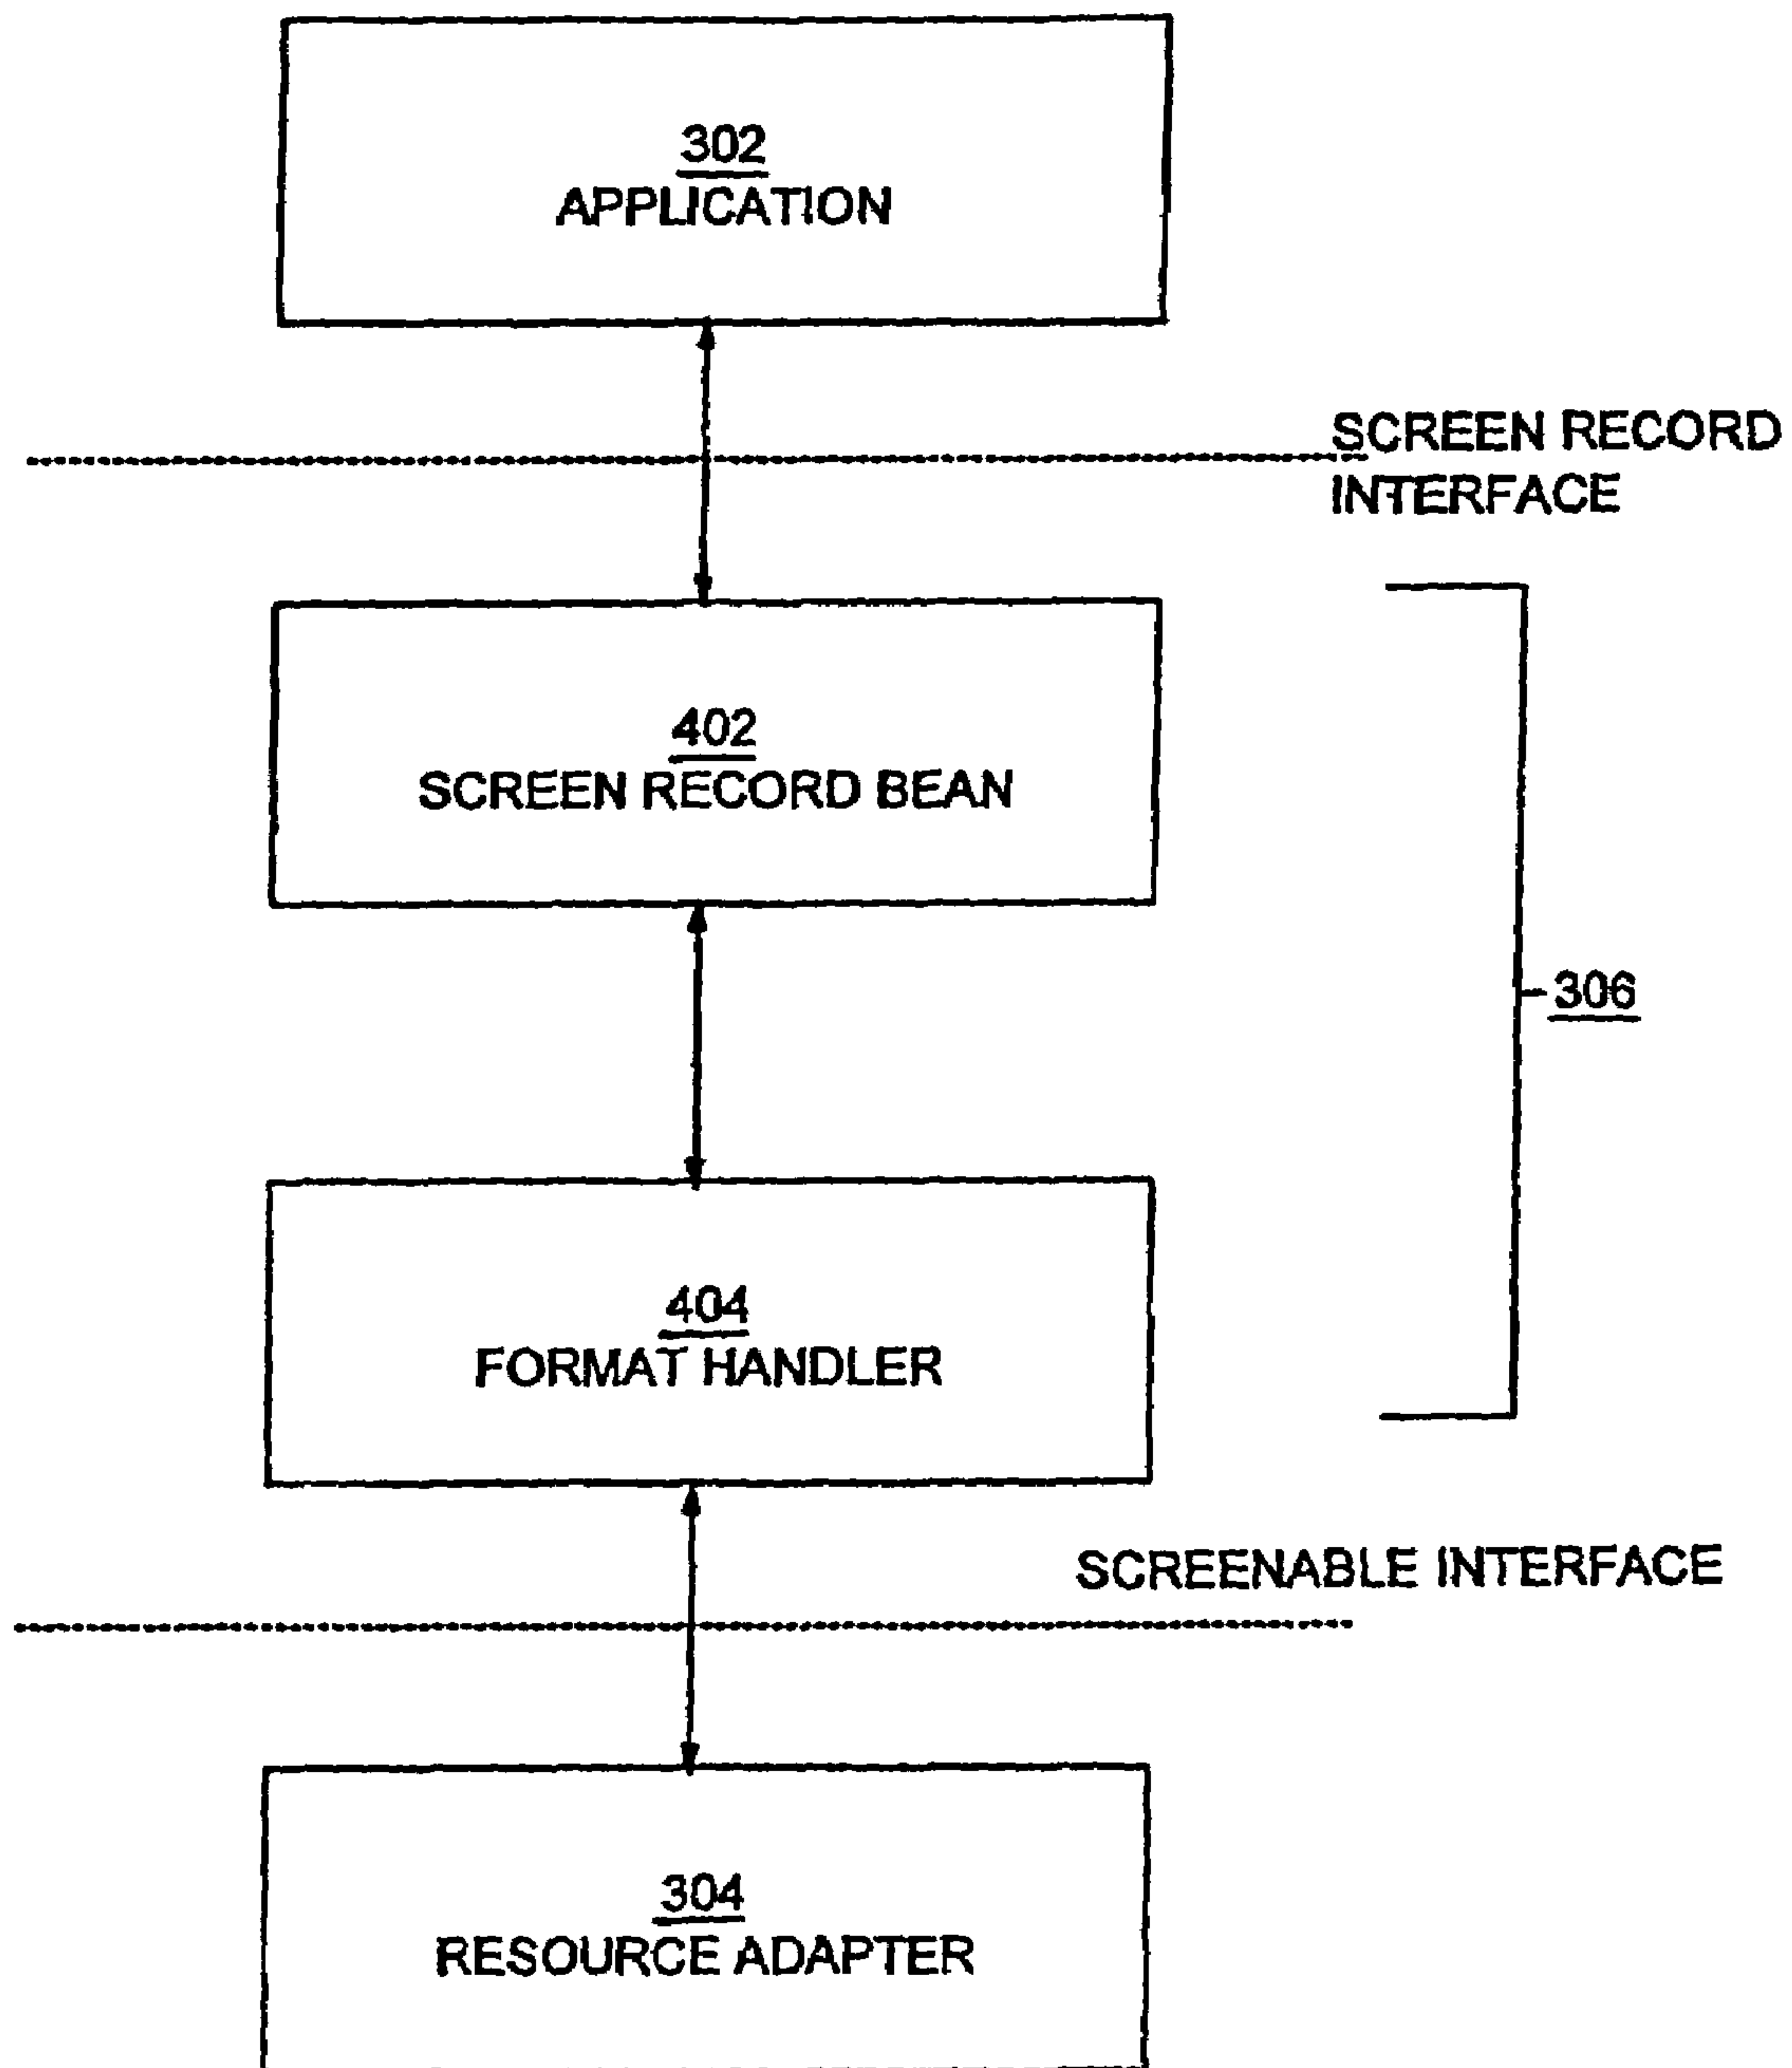 302
APPLICATION
SCREEN RECORD
INTERFACE
402
SCREEN RECORD BEAN
306
404
FORMAT HANDLER
SCREENABLE INTERFACE
304
RESOURCE ADAPTER